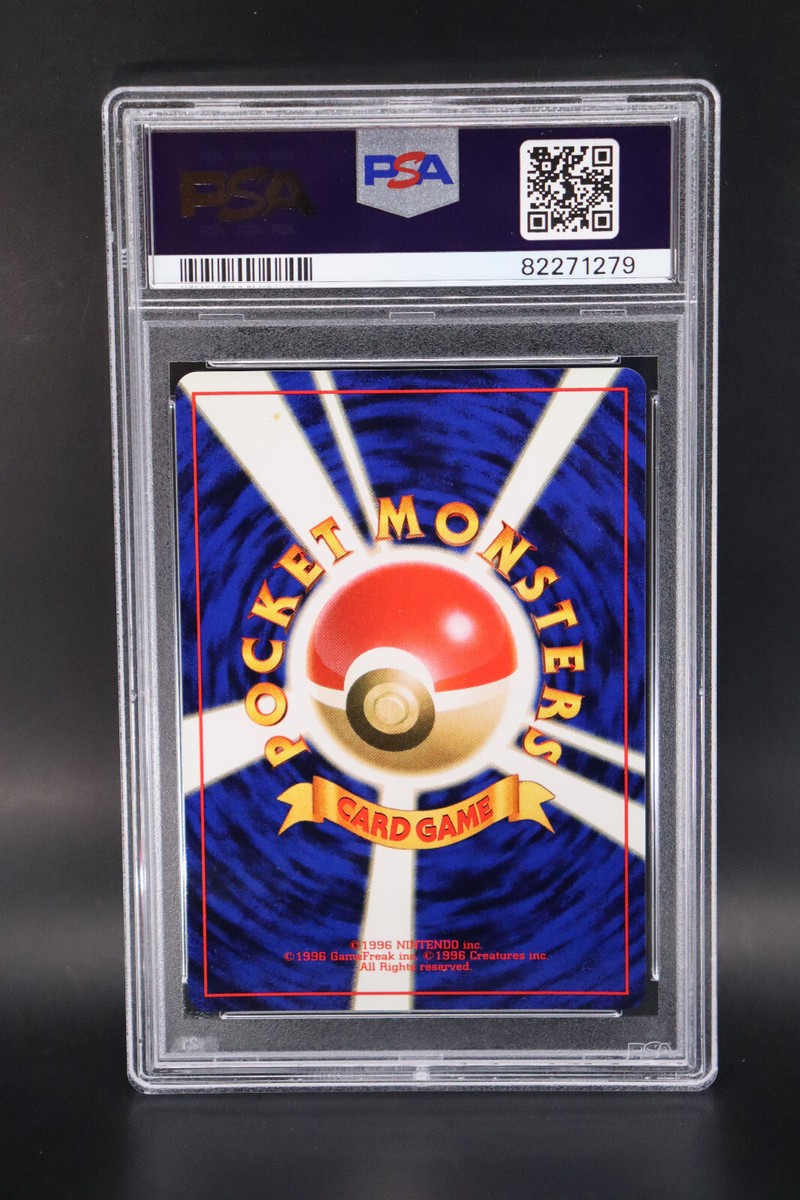 PSA
PSA
82271279
POCKET MONSTERS
CARD GAME
©1996 NINTENDO inc.
©1996 GameFreak inc. ©1996 Creatures inc.
All Rights reserved.
PSA